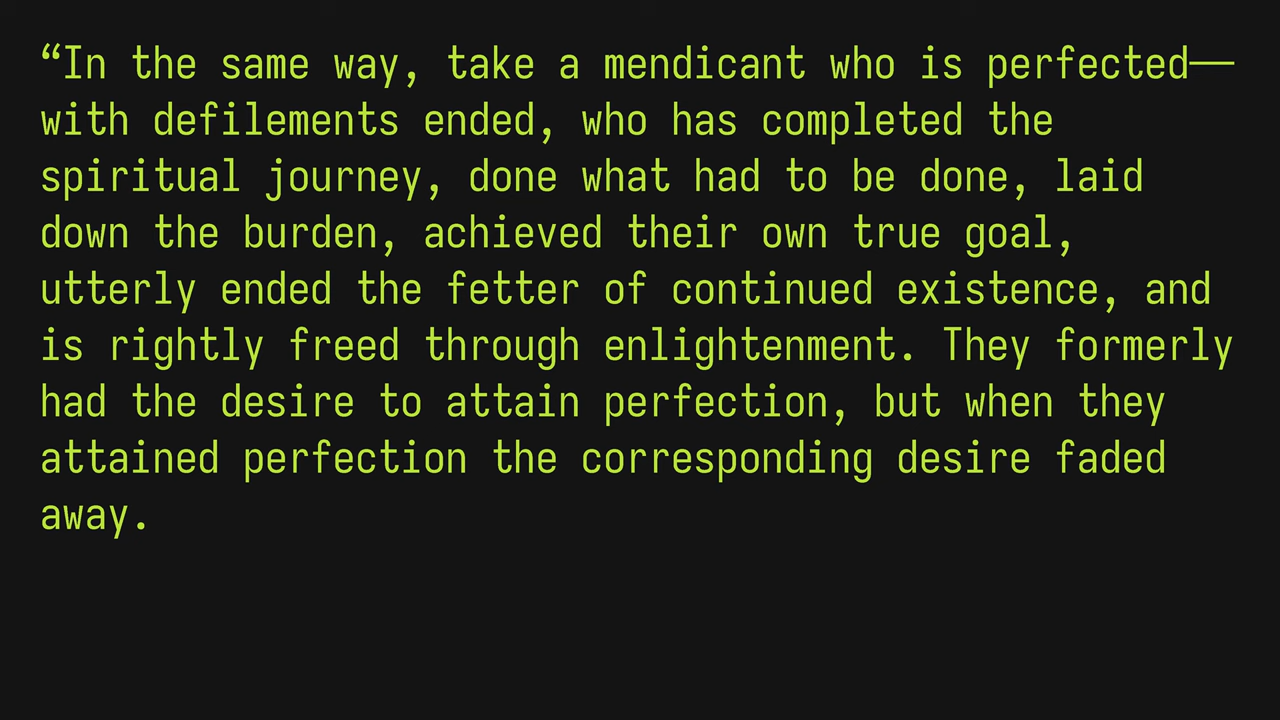 “In the same way, take a mendicant who is perfected—
with defilements ended, who has completed the
spiritual journey, done what had to be done, laid
down the burden, achieved their own true goal,
utterly ended the fetter of continued existence, and
is rightly freed through enlightenment. They formerly
had the desire to attain perfection, but when they
attained perfection the corresponding desire faded
away.